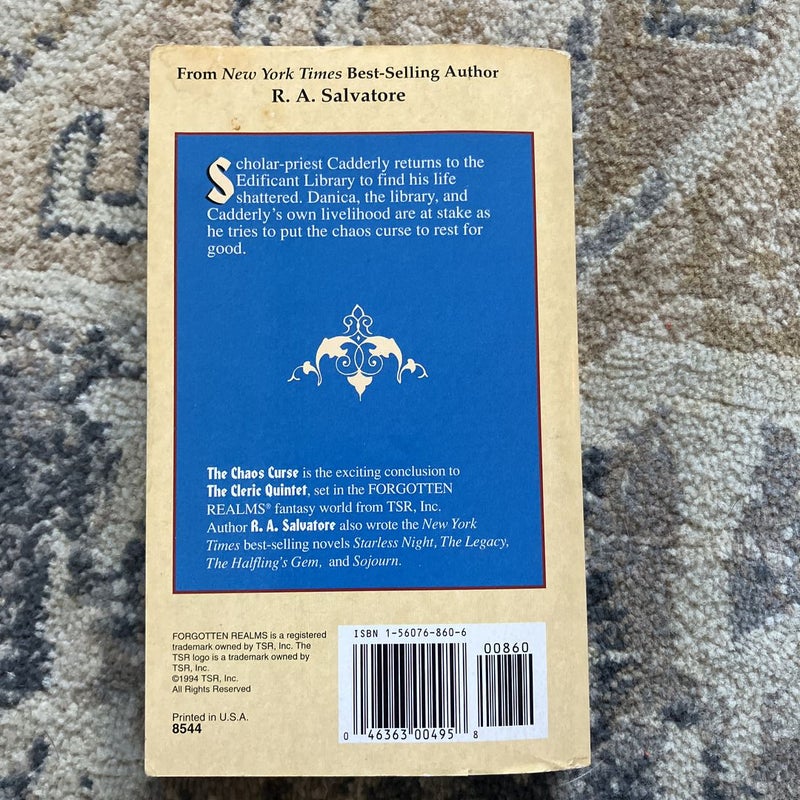 From New York Times Best-Selling Author
R. A. Salvatore
Scholar-priest Cadderly returns to the
Edificant Library to find his life
shattered. Danica, the library, and
Cadderly's own livelihood are at stake as
he tries to put the chaos curse to rest for
good.
The Chaos Curse is the exciting conclusion to
The Cleric Quintet, set in the FORGOTTEN
REALMS® fantasy world from TSR, Inc.
Author R. A. Salvatore also wrote the New York
Times best-selling novels Starless Night, The Legacy,
The Halfling's Gem, and Sojourn.
FORGOTTEN REALMS is a registered
trademark owned by TSR, Inc. The
TSR logo is a trademark owned by
TSR, Inc.
©1994 TSR, Inc.
All Rights Reserved
Printed in U.S.A.
8544
ISBN 1-56076-860-6
00860
0 46363 00495 8